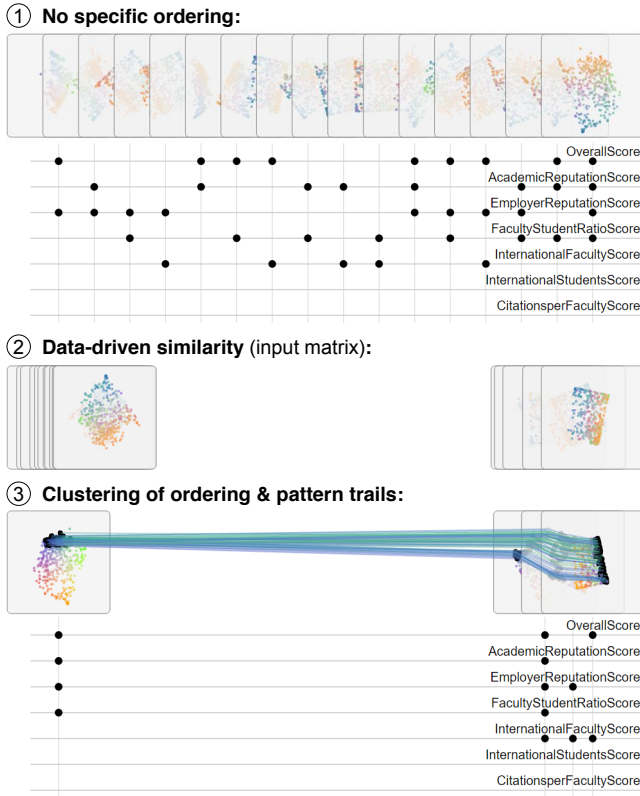 1 No specific ordering:
OverallScore
AcademicReputationScore
EmployerReputationScore
FacultyStudentRatioScore
InternationalFacultyScore
InternationalStudentsScore
CitationsperFacultyScore
2 Data-driven similarity (input matrix):
3 Clustering of ordering & pattern trails:
OverallScore
AcademicReputationScore
EmployerReputationScore
FacultyStudentRatioScore
InternationalFacultyScore
InternationalStudentsScore
CitationsperFacultyScore